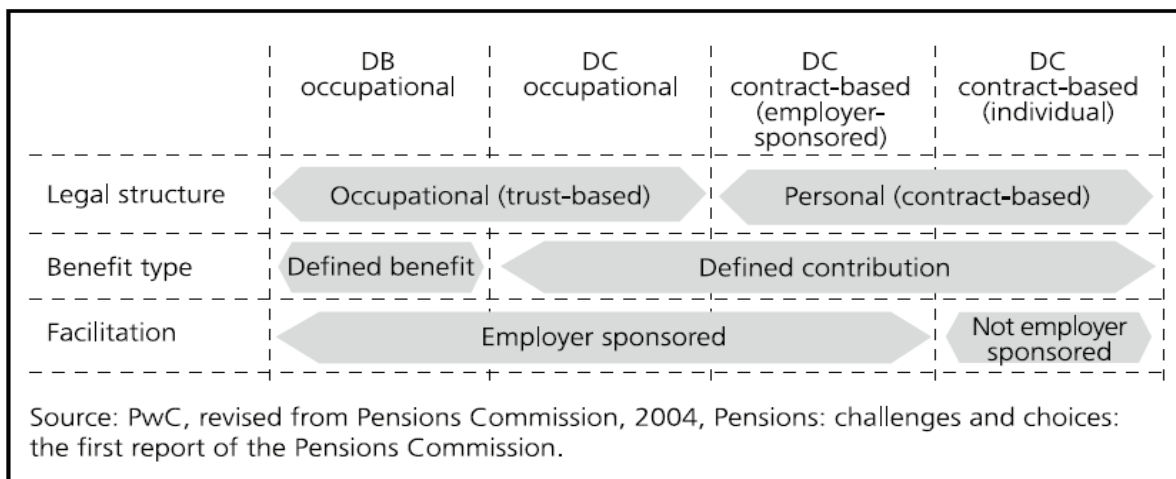 DB
occupational
DC
occupational
DC
contract-based
(employer-
sponsored)
DC
contract-based
(individual)
Legal structure
Occupational (trust-based)
Personal (contract-based)
Benefit type
Defined benefit
Defined contribution
Facilitation
Employer sponsored
Not employer
sponsored
Source: PwC, revised from Pensions Commission, 2004, Pensions: challenges and choices:
the first report of the Pensions Commission.